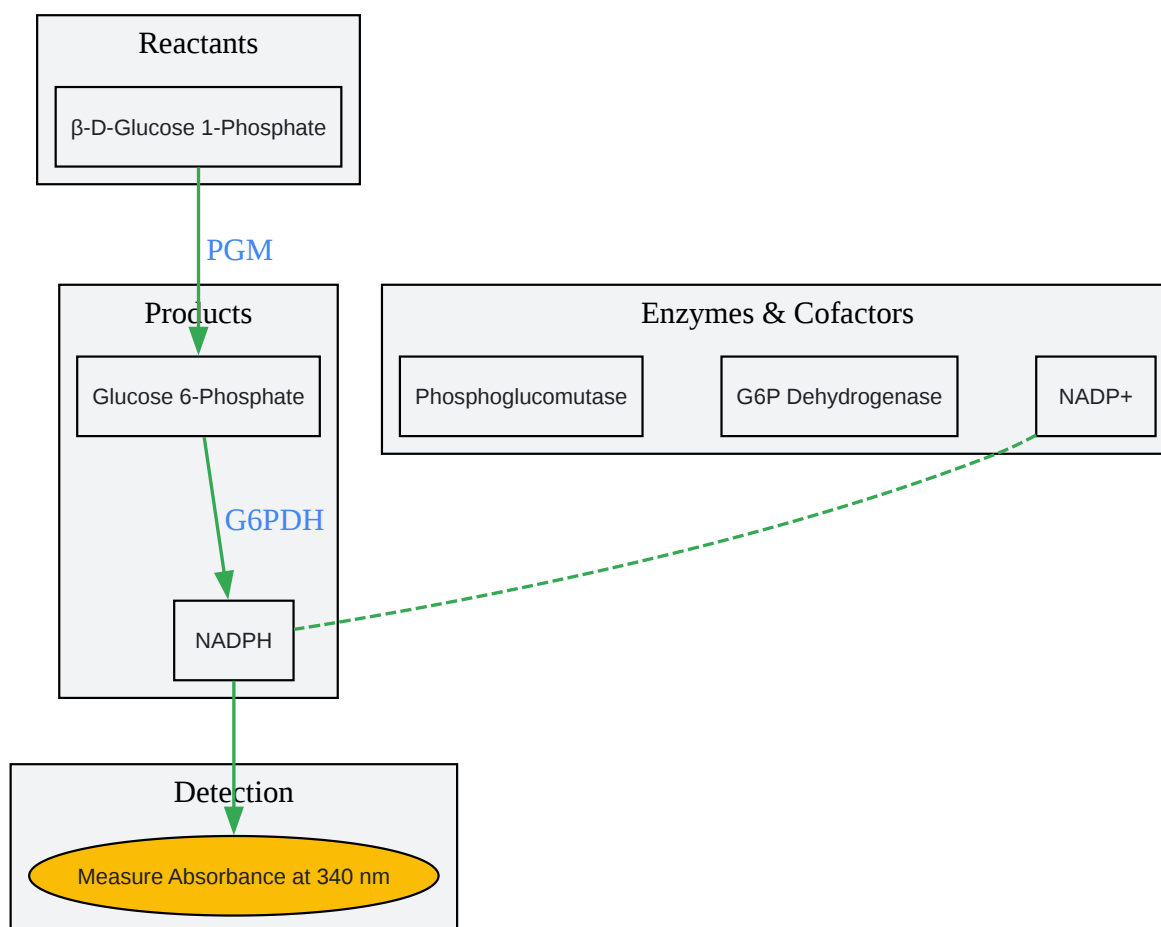 Reactants
β-D-Glucose 1-Phosphate
PGM
Products
Glucose 6-Phosphate
G6PDH
NADPH
Enzymes & Cofactors
Phosphoglucomutase
G6P Dehydrogenase
NADP+
Detection
Measure Absorbance at 340 nm